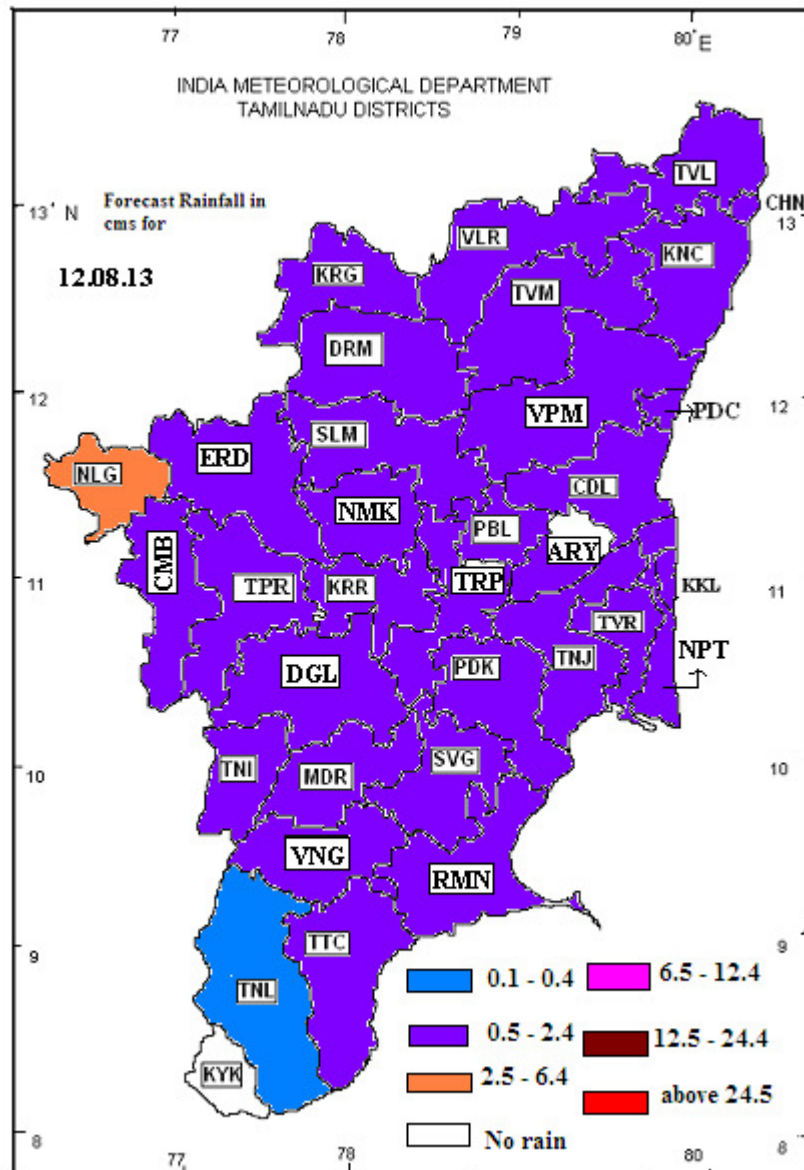 77 78 79 80° E
INDIA METEOROLOGICAL DEPARTMENT
TAMILNADU DISTRICTS
TVL
13° N
Forecast Rainfall in
cms for
CHN
13
VLR
KNC
KRG
12.08.13
TVM
DRM
12
12
VPM
PDC
SLM
ERD
NLG
CDL
NMK
PBL
ARY
CMB
11
TPR
KRR
TRP
KKL
11
TVR
NPT
DGL
PDK
TNJ
10
TNI
MDR
SVG
10
VNG
RMN
9
TTC
9
TNL
KYK
0.1 - 0.4
6.5 - 12.4
0.5 - 2.4
12.5 - 24.4
2.5 - 6.4
above 24.5
No rain
8
8
77 78 80